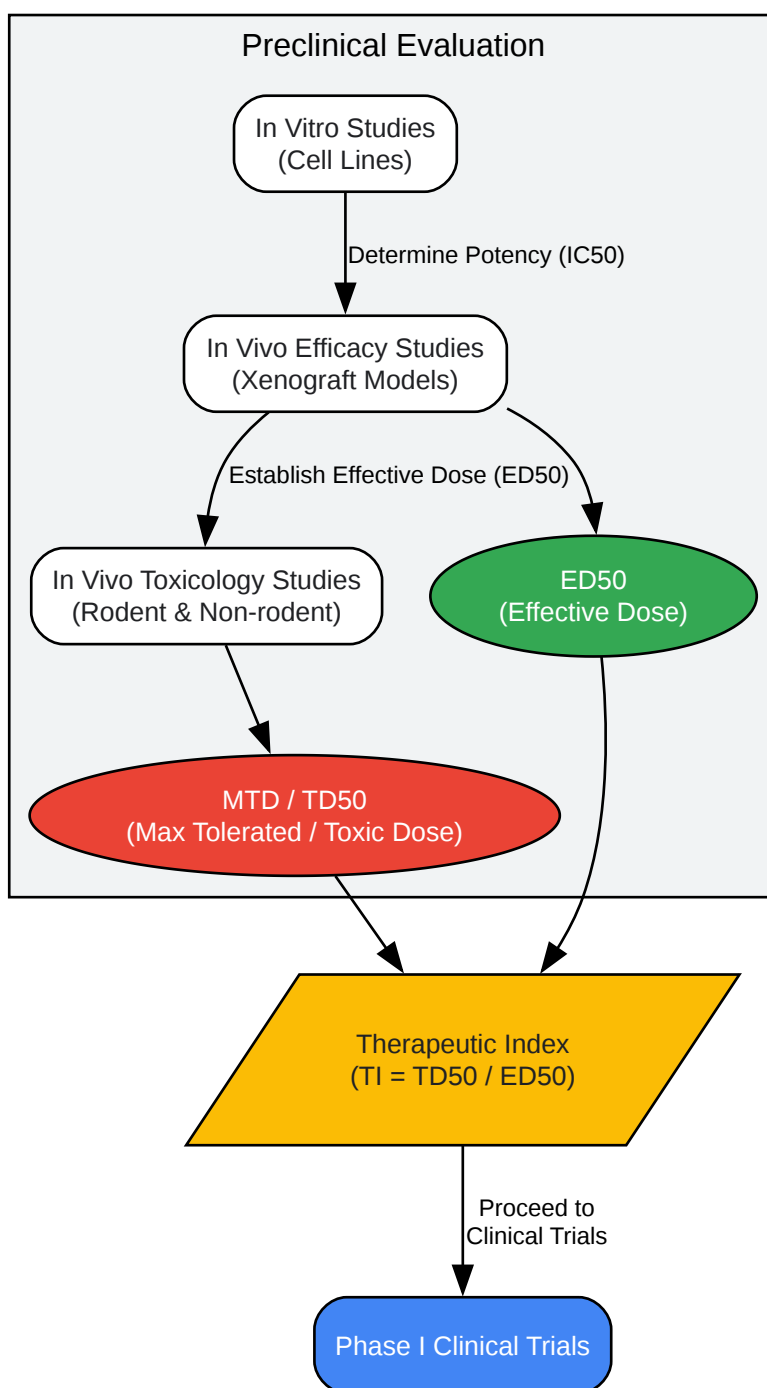 Preclinical Evaluation
In Vitro Studies
(Cell Lines)
Determine Potency (IC50)
In Vivo Efficacy Studies
(Xenograft Models)
Establish Effective Dose (ED50)
In Vivo Toxicology Studies
(Rodent & Non-rodent)
ED50
(Effective Dose)
MTD / TD50
(Max Tolerated / Toxic Dose)
Therapeutic Index
(TI = TD50 / ED50)
Proceed to
Clinical Trials
Phase I Clinical Trials